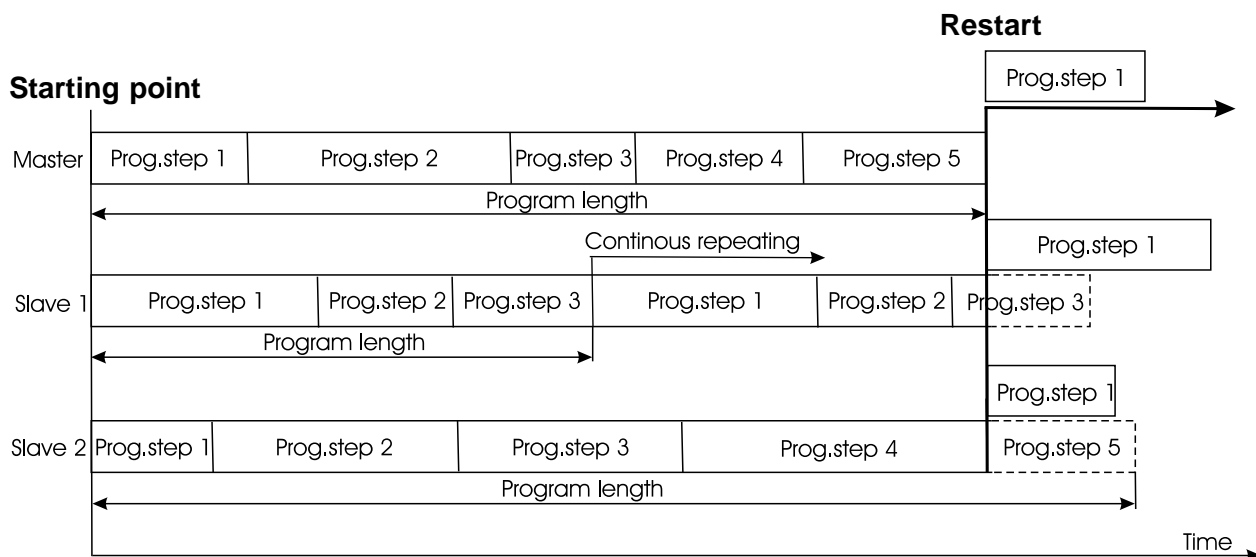 Restart
Prog.step 1
Starting point
Master Prog.step 1 Prog.step 2 Prog.step 3 Prog.step 4 Prog.step 5
Program length
Prog.step 1
Continous repeating
Slave 1 Prog.step 1 Prog.step 2 Prog.step 3 Prog.step 1 Prog.step 2 Prog.step 3
Program length
Prog.step 1
Slave 2 Prog.step 1 Prog.step 2 Prog.step 3 Prog.step 4 Prog.step 5
Program length
Time